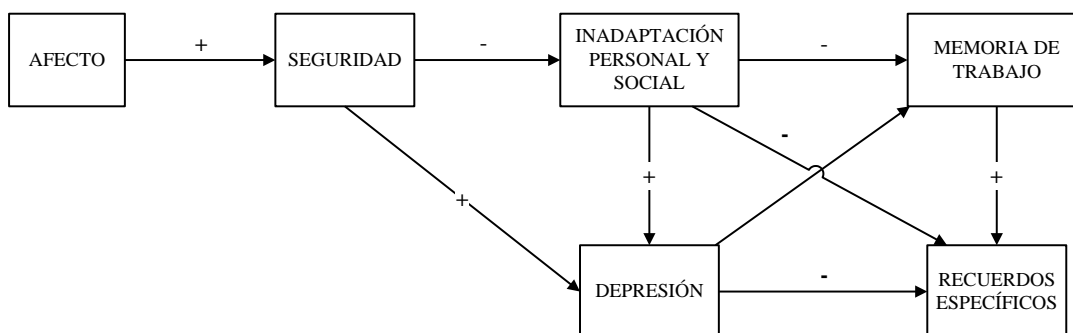 AFECTO
+
SEGURIDAD
-
INADAPTACIÓN
PERSONAL Y
SOCIAL
-
MEMORIA DE
TRABAJO
-
+
+
+
DEPRESIÓN
-
RECUERDOS
ESPECÍFICOS